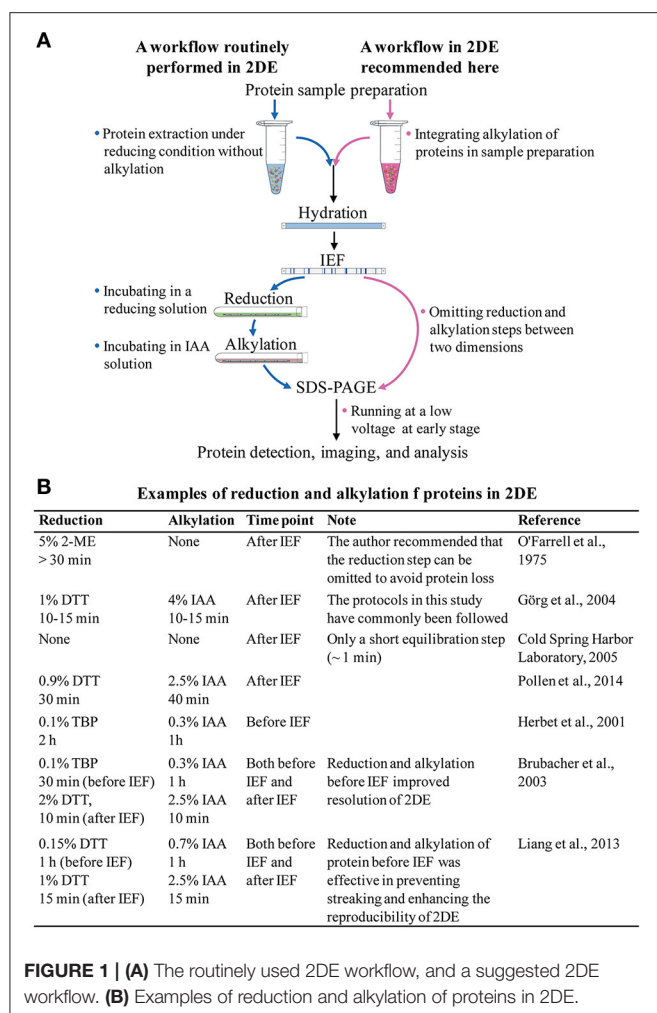 A
A workflow routinely
performed in 2DE
A workflow in 2DE
recommended here
Protein sample preparation
• Protein extraction under
reducing condition without
alkylation
• Integrating alkylation of
proteins in sample preparation
Hydration
IEF
• Incubating in a
reducing solution
Reduction
• Incubating in IAA
solution
Alkylation
• Omitting reduction and
alkylation steps between
two dimensions
SDS-PAGE
• Running at a low
voltage at early stage
Protein detection, imaging, and analysis
B
Examples of reduction and alkylation f proteins in 2DE
Reduction Alkylation Time point Note Reference
5% 2-ME None After IEF The author recommended that O'Farrell et al.,
> 30 min the reduction step can be 1975
omitted to avoid protein loss
1% DTT 4% IAA After IEF The protocols in this study Görg et al., 2004
10-15 min 10-15 min have commonly been followed
None None After IEF Only a short equilibration step Cold Spring Harbor
(~ 1 min) Laboratory, 2005
0.9% DTT 2.5% IAA After IEF Pollen et al., 2014
30 min 40 min
0.1% TBP 0.3% IAA Before IEF Herbet et al., 2001
2 h 1h
0.1% TBP 0.3% IAA Both before Reduction and alkylation Brubacher et al.,
30 min (before IEF) 1 h IEF and before IEF improved 2003
2% DTT, 2.5% IAA after IEF resolution of 2DE
10 min (after IEF) 10 min
0.15% DTT 0.7% IAA Both before Reduction and alkylation of Liang et al., 2013
1 h (before IEF) 1 h IEF and protein before IEF was
1% DTT 2.5% IAA after IEF effective in preventing
15 min (after IEF) 15 min streaking and enhancing the
reproducibility of 2DE
FIGURE 1 | (A) The routinely used 2DE workflow, and a suggested 2DE
workflow. (B) Examples of reduction and alkylation of proteins in 2DE.